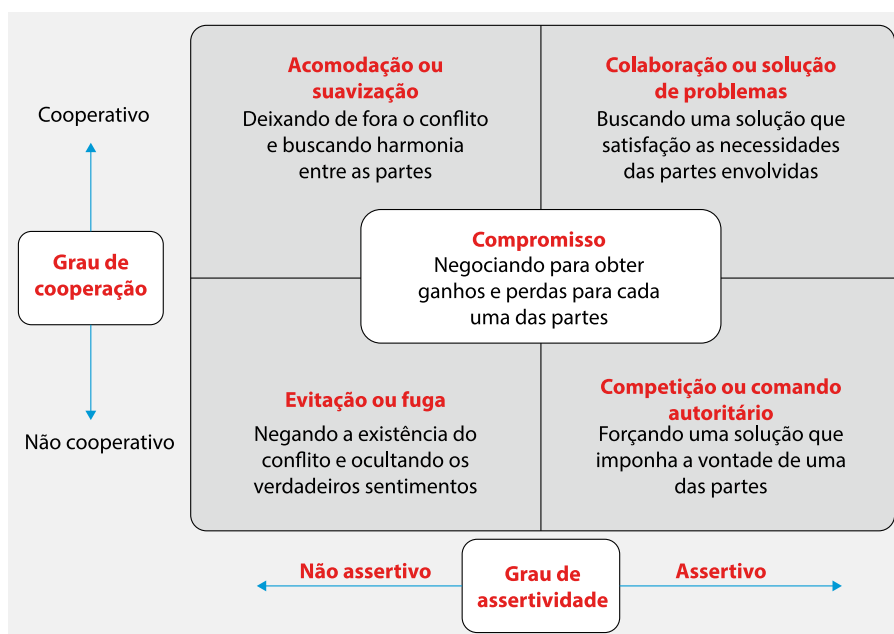 Acomodação ou
suavização
Deixando de fora o conflito
e buscando harmonia
entre as partes
Colaboração ou solução
de problemas
Buscando uma solução que
satisfação as necessidades
das partes envolvidas
Cooperativo
Grau de
cooperação
Não cooperativo
Compromisso
Negociando para obter
ganhos e perdas para cada
uma das partes
Evitação ou fuga
Negando a existência do
conflito e ocultando os
verdadeiros sentimentos
Competição ou comando
autoritário
Forçando uma solução que
imponha a vontade de uma
das partes
Não assertivo
Grau de
assertividade
Assertivo